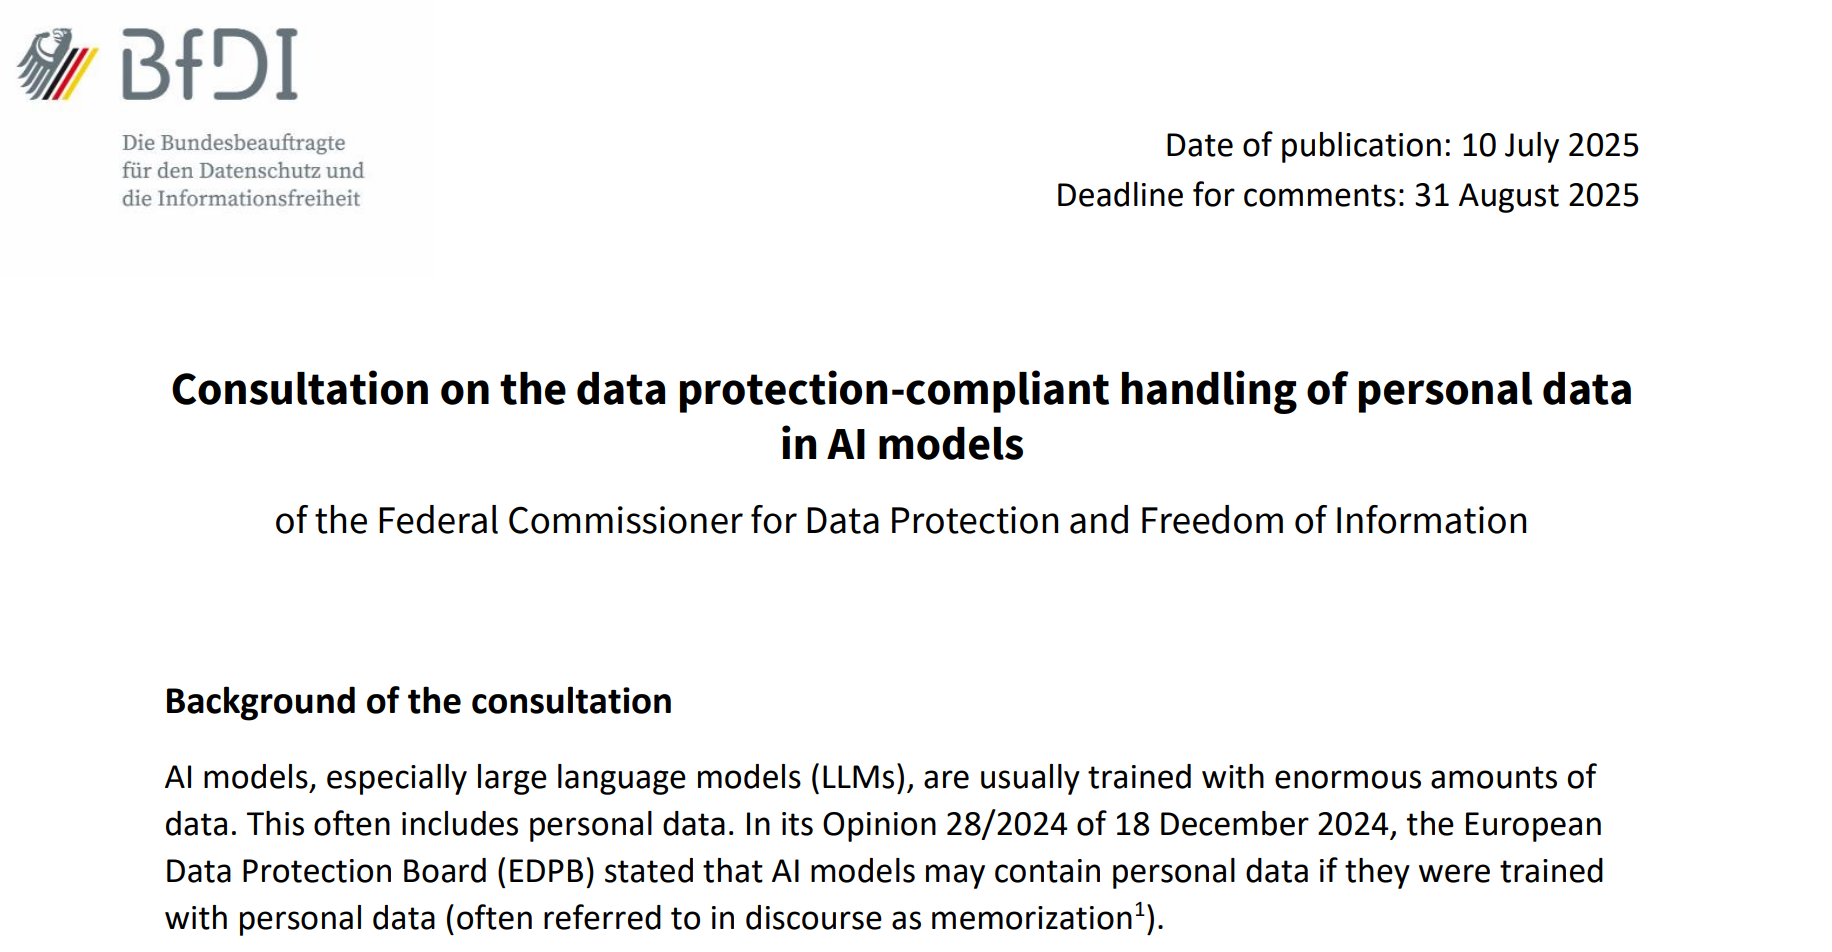 BfDI
Die Bundesbeauftragte
für den Datenschutz und
die Informationsfreiheit
Date of publication: 10 July 2025
Deadline for comments: 31 August 2025
Consultation on the data protection-compliant handling of personal data
in AI models
of the Federal Commissioner for Data Protection and Freedom of Information
Background of the consultation
AI models, especially large language models (LLMs), are usually trained with enormous amounts of
data. This often includes personal data. In its Opinion 28/2024 of 18 December 2024, the European
Data Protection Board (EDPB) stated that AI models may contain personal data if they were trained
with personal data (often referred to in discourse as memorization¹).